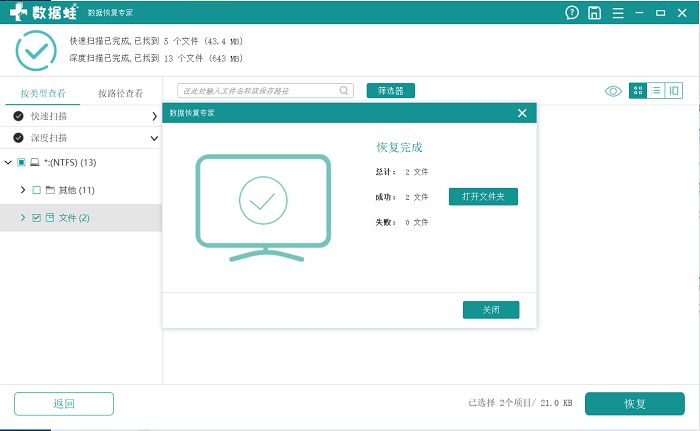 数据蛙 数据恢复专家
快速扫描已完成,已找到 5 个文件 (43.4 MB)
深度扫描已完成,已找到 13 个文件 (643 MB)
按类型查看 按路径查看
在此处输入文件名称或保存路径
筛选器
快速扫描
深度扫描
*:(NTFS) (13)
其他 (11)
文件 (2)
数据恢复专家
恢复完成
总计: 2 文件
成功: 2 文件
打开文件夹
失败: 0 文件
关闭
返回
已选择 2个项目/ 21.0 KB
恢复